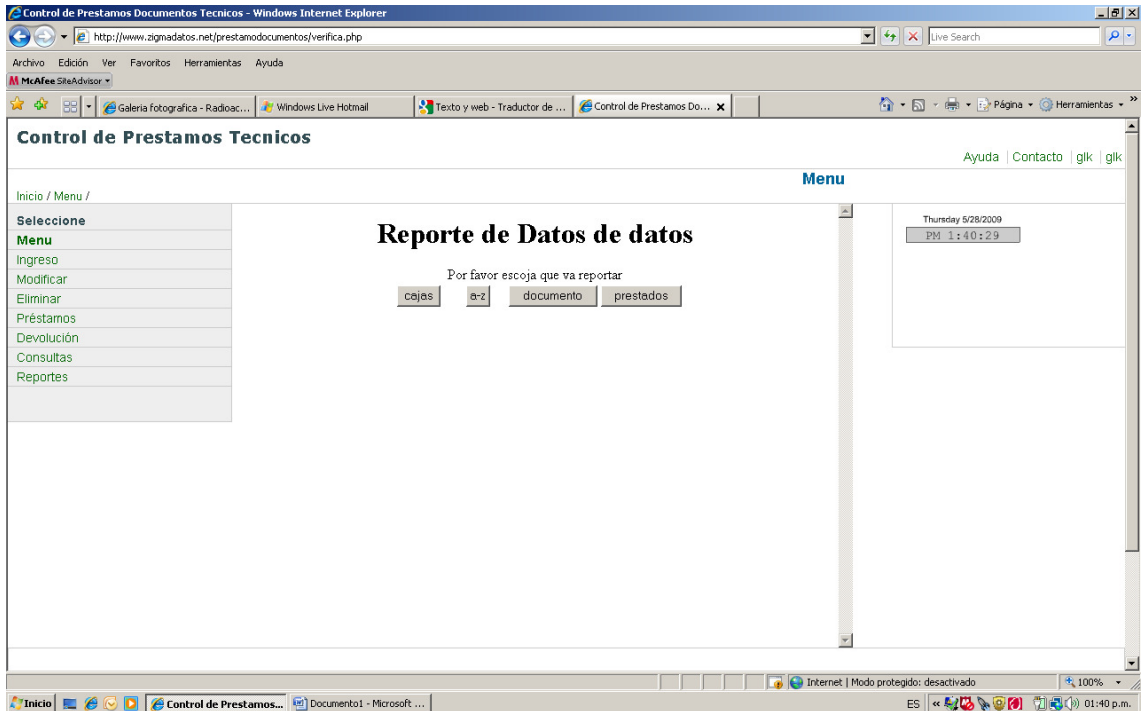 Control de Prestamos Documentos Tecnicos - Windows Internet Explorer
http://www.zigmadatos.net/prestamodocumentos/verifica.php
Live Search
Archivo Edición Ver Favoritos Herramientas Ayuda
McAfee SiteAdvisor
Galeria fotografica - Radioac... Windows Live Hotmail Texto y web - Traductor de ... Control de Prestamos Do... Página Herramientas
Control de Prestamos Tecnicos
Ayuda | Contacto | glk | glk
Menu
Inicio / Menu /
Seleccione
Menu
Ingreso
Modificar
Eliminar
Préstamos
Devolución
Consultas
Reportes
Reporte de Datos de datos
Por favor escoja que va reportar
cajas a-z documento prestados
Thursday 5/28/2009
PM 1:40:29
Internet | Modo protegido: desactivado 100%
Inicio Control de Prestamos... Documento1 - Microsoft ... ES 01:40 p.m.